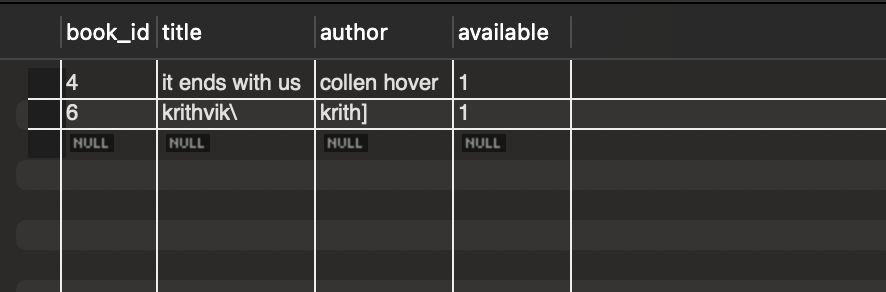 book_id title author available
4 it ends with us collen hover 1
6 krithvik\ krith] 1
NULL NULL NULL NULL